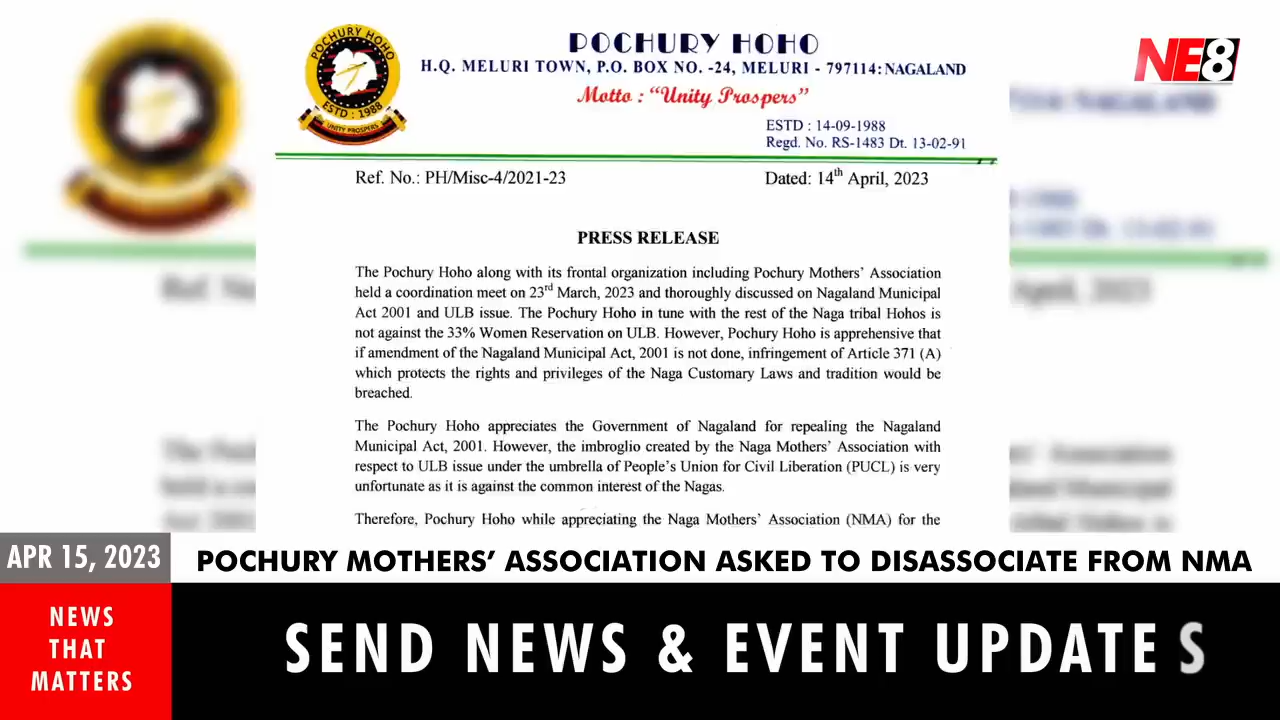 POCHURY HOHO
ESTD : 1988
UNITY PROSPERS
POCHURY HOHO
H.Q. MELURI TOWN, P.O. BOX NO. -24, MELURI - 797114: NAGALAND
Motto : “Unity Prospers”
ESTD : 14-09-1988
Regd. No. RS-1483 Dt. 13-02-91
NE8
Ref. No.: PH/Misc-4/2021-23
Dated: 14th April, 2023
PRESS RELEASE
The Pochury Hoho along with its frontal organization including Pochury Mothers’ Association
held a coordination meet on 23rd March, 2023 and thoroughly discussed on Nagaland Municipal
Act 2001 and ULB issue. The Pochury Hoho in tune with the rest of the Naga tribal Hohos is
not against the 33% Women Reservation on ULB. However, Pochury Hoho is apprehensive that
if amendment of the Nagaland Municipal Act, 2001 is not done, infringement of Article 371 (A)
which protects the rights and privileges of the Naga Customary Laws and tradition would be
breached.
The Pochury Hoho appreciates the Government of Nagaland for repealing the Nagaland
Municipal Act, 2001. However, the imbroglio created by the Naga Mothers’ Association with
respect to ULB issue under the umbrella of People’s Union for Civil Liberation (PUCL) is very
unfortunate as it is against the common interest of the Nagas.
Therefore, Pochury Hoho while appreciating the Naga Mothers’ Association (NMA) for the
APR 15, 2023
POCHURY MOTHERS’ ASSOCIATION ASKED TO DISASSOCIATE FROM NMA
NEWS
THAT
MATTERS
SEND NEWS & EVENT UPDATES